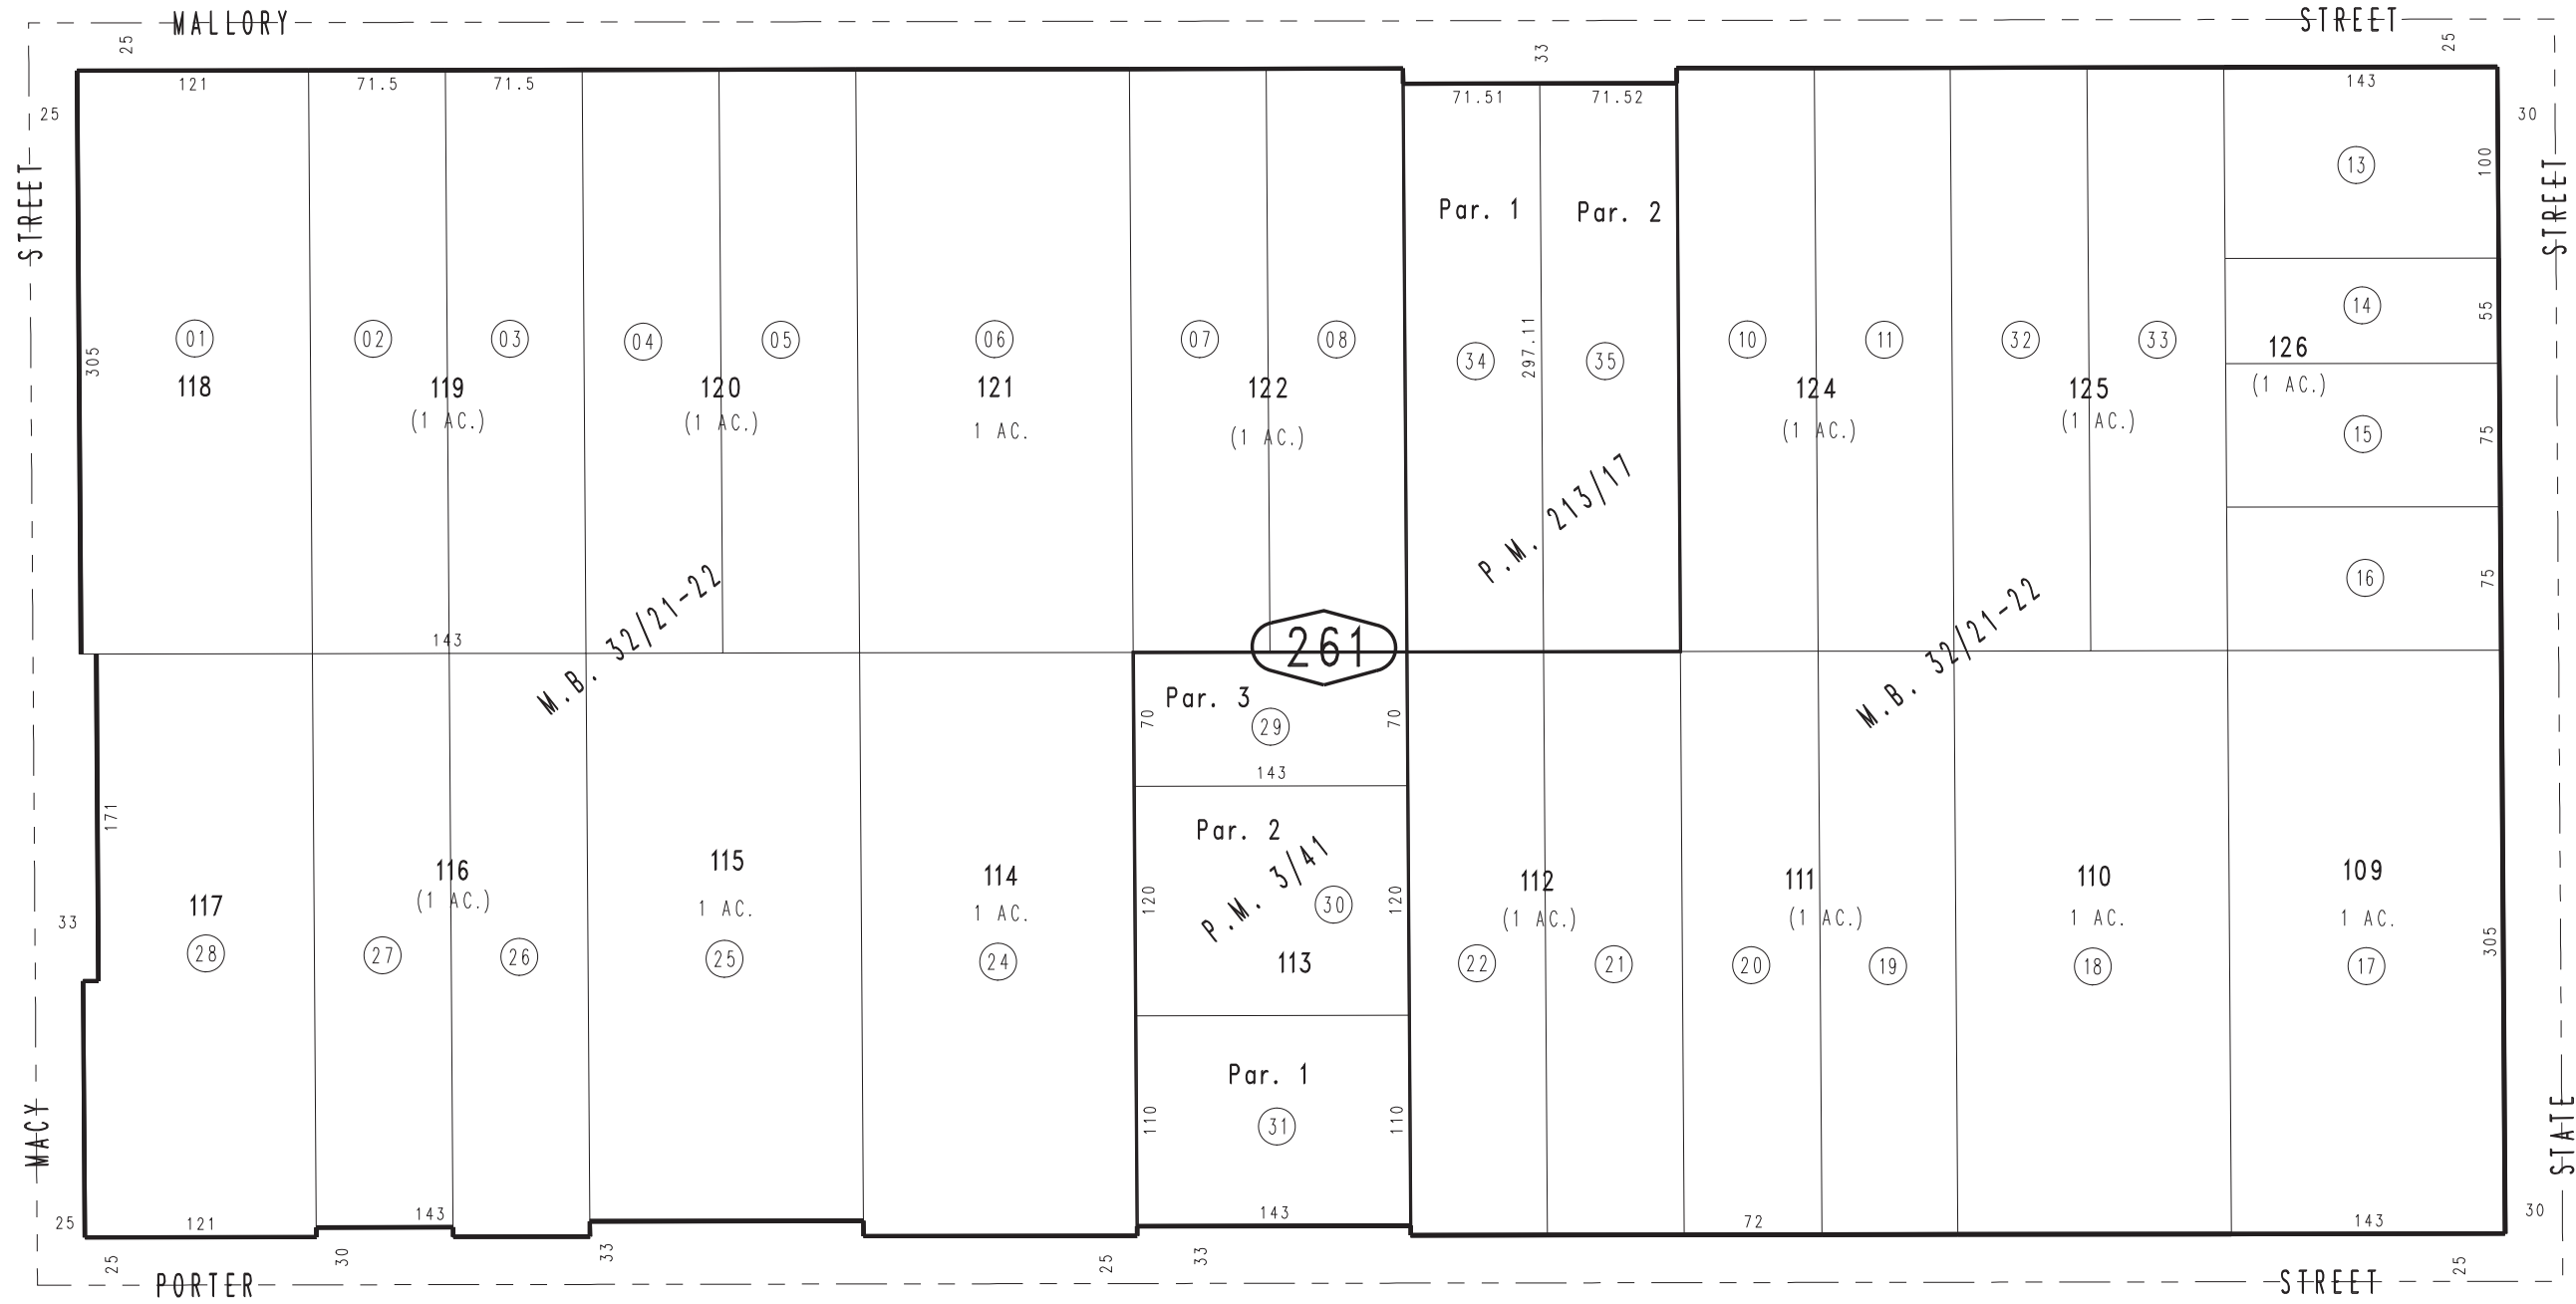 MALLORY STREET
25 33 25
121 71.5 71.5 71.51 71.52 143
25 30
STREET STREET
100
13
Par. 1 Par. 2
14 55
305 01 02 03 04 05 06 07 08 34 297.11 35 10 11 32 33
118 119 120 121 122 124 125 126
(1 AC.) (1 AC.) 1 AC. (1 AC.) (1 AC.) (1 AC.) (1 AC.)
15 75
P.M. 213/17
16 75
143
M.B. 32/21-22
261
M.B. 32/21-22
Par. 3
70 29 70
143
171
Par. 2
P.M. 3/41
120 30 120
113
117 116 115 114 112 111 110 109
(1 AC.) 1 AC. 1 AC. (1 AC.) (1 AC.) 1 AC. 1 AC.
33 305
28 27 26 25 24 22 21 20 19 18 17
Par. 1
110 31 110
MACY STATE
25 121 143 143 72 143 30
25 30 33 25 33 25
PORTER STREET